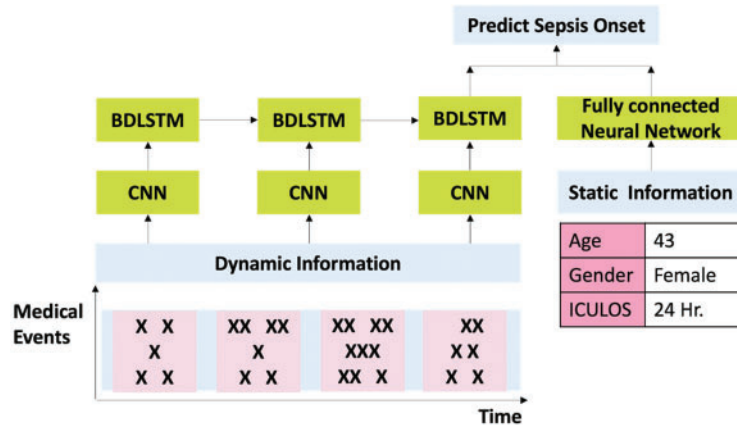 Predict Sepsis Onset
BDLSTM
BDLSTM
BDLSTM
Fully connected
Neural Network
CNN
CNN
CNN
Static Information
Dynamic Information
Age 43
Gender Female
ICULOS 24 Hr.
Medical
Events
X X XX XX XX XX XX
X X XXX X X
X X X X XX X X X
Time